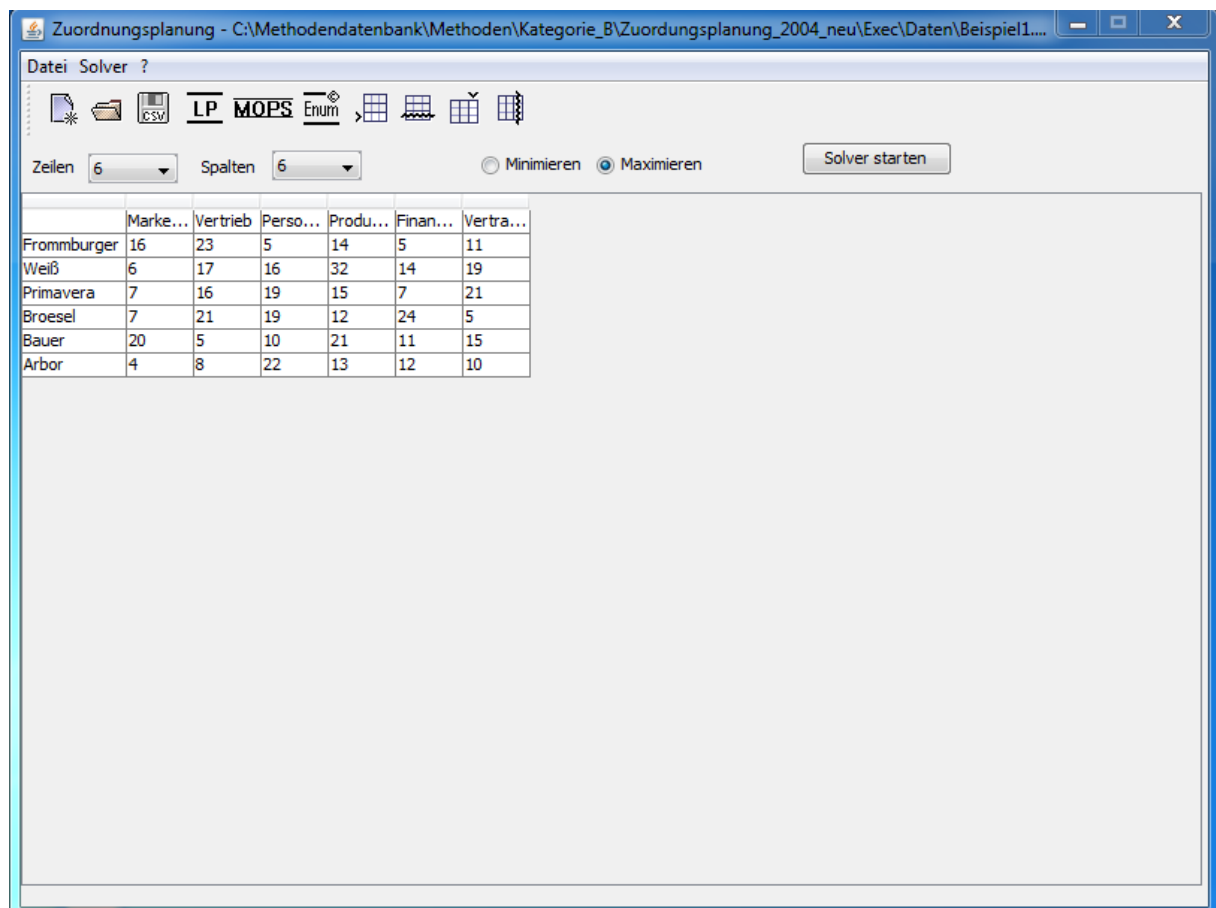 Zuordnungsplanung - C:\Methodendatenbank\Methoden\Kategorie_B\Zuordungsplanung_2004_neu\Exec\Daten\Beispiel1....
Datei Solver ?
CSV LP MOPS Enum ©
Zeilen 6 Spalten 6 Minimieren Maximieren Solver starten
Marke... Vertrieb Perso... Produ... Finan... Vertra...
Frommburger 16 23 5 14 5 11
Weiß 6 17 16 32 14 19
Primavera 7 16 19 15 7 21
Broesel 7 21 19 12 24 5
Bauer 20 5 10 21 11 15
Arbor 4 8 22 13 12 10